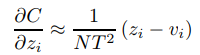 ∂C/∂z_i ≈ 1/(NT²) (z_i − v_i)